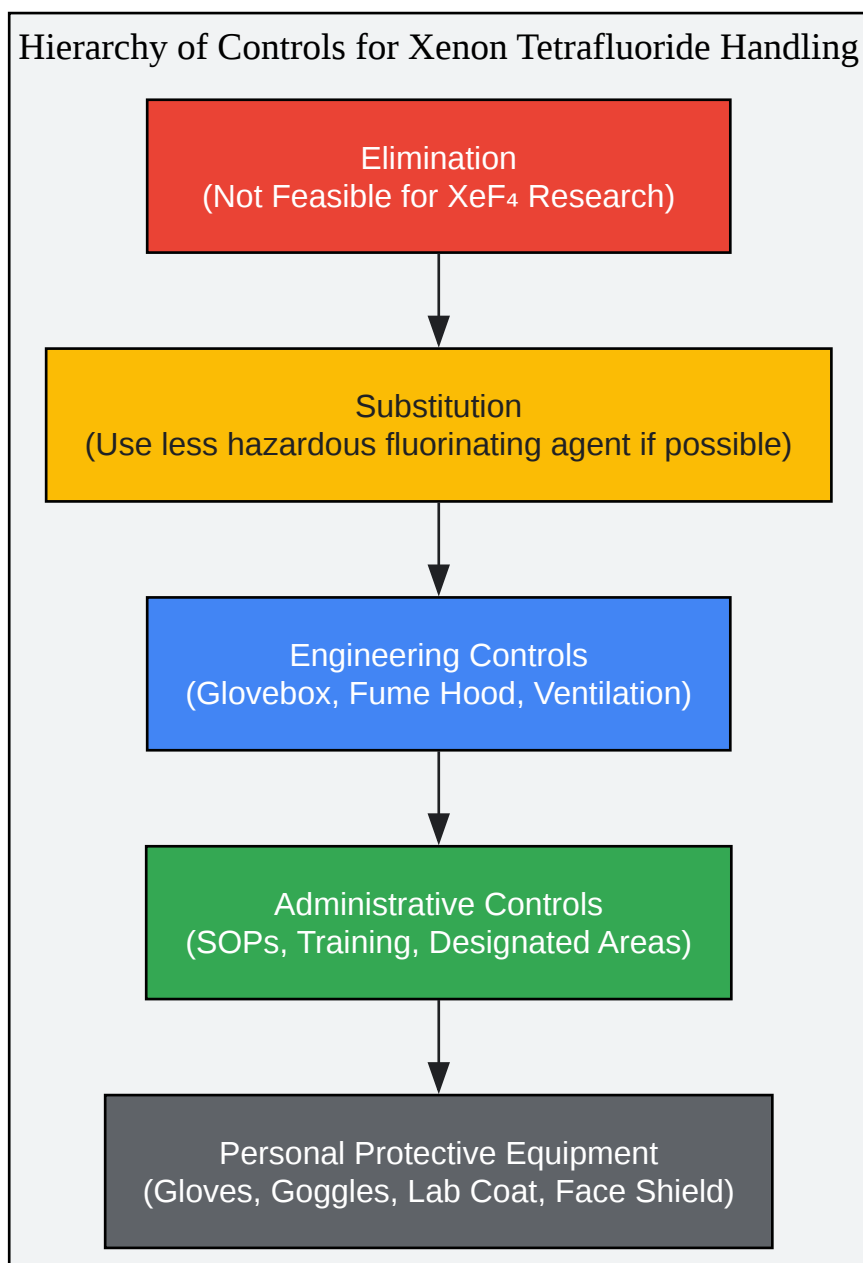 Hierarchy of Controls for Xenon Tetrafluoride Handling
Elimination
(Not Feasible for XeF₄ Research)
Substitution
(Use less hazardous fluorinating agent if possible)
Engineering Controls
(Glovebox, Fume Hood, Ventilation)
Administrative Controls
(SOPs, Training, Designated Areas)
Personal Protective Equipment
(Gloves, Goggles, Lab Coat, Face Shield)